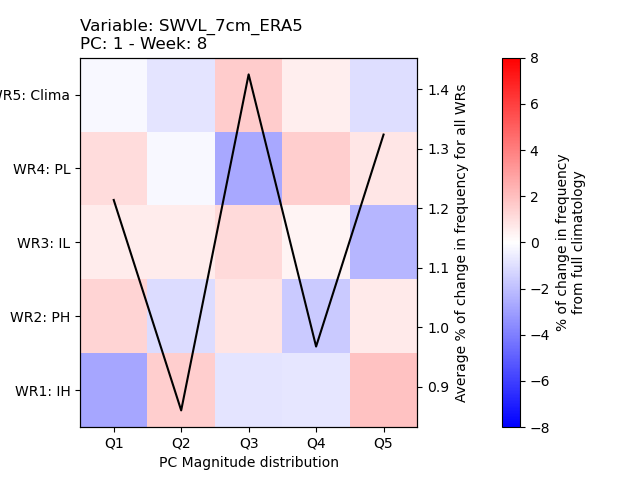 Variable: SWVL_7cm_ERA5
PC: 1 - Week: 8
WR5: Clima
WR4: PL
WR3: IL
WR2: PH
WR1: IH
Q1 Q2 Q3 Q4 Q5
PC Magnitude distribution
1.4
1.3
1.2
1.1
1.0
0.9
Average % of change in frequency for all WRs
8
6
4
2
0
−2
−4
−6
−8
% of change in frequency
from full climatology